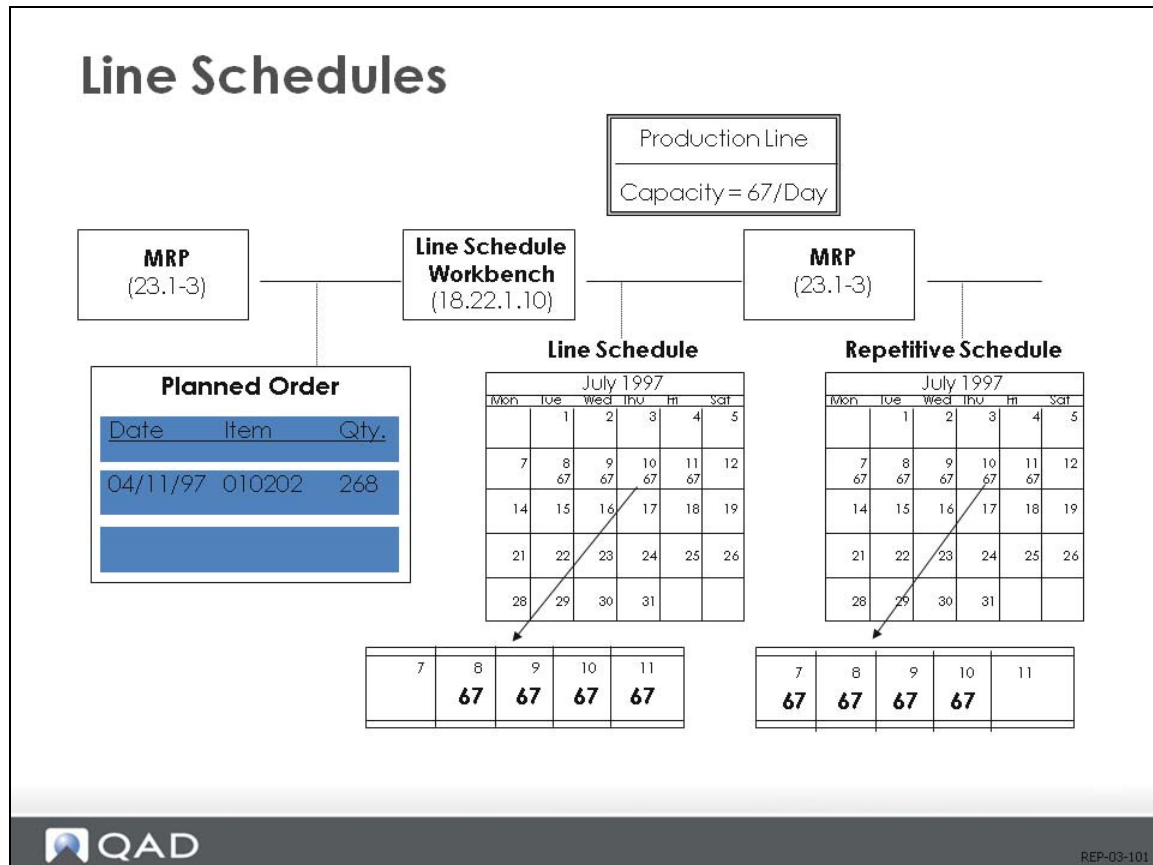 Line Schedules
Production Line
Capacity = 67/Day
MRP
(23.1-3)
Line Schedule
Workbench
(18.22.1.10)
MRP
(23.1-3)
Planned Order
Date Item Qty.
04/11/97 010202 268
Line Schedule
July 1997
Mon Tue Wed Thu Fri Sat
1 2 3 4 5
7 8 9 10 11 12
67 67 67 67
14 15 16 17 18 19
21 22 23 24 25 26
28 29 30 31
7 8 9 10 11
67 67 67 67
Repetitive Schedule
July 1997
Mon Tue Wed Thu Fri Sat
1 2 3 4 5
7 8 9 10 11 12
67 67 67 67 67
14 15 16 17 18 19
21 22 23 24 25 26
28 29 30 31
7 8 9 10 11
67 67 67 67
QAD
REP-03-101